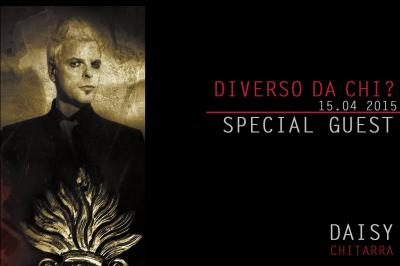 DIVERSO DA CHI?
15.04 2015
SPECIAL GUEST
DAISY
CHITARRA